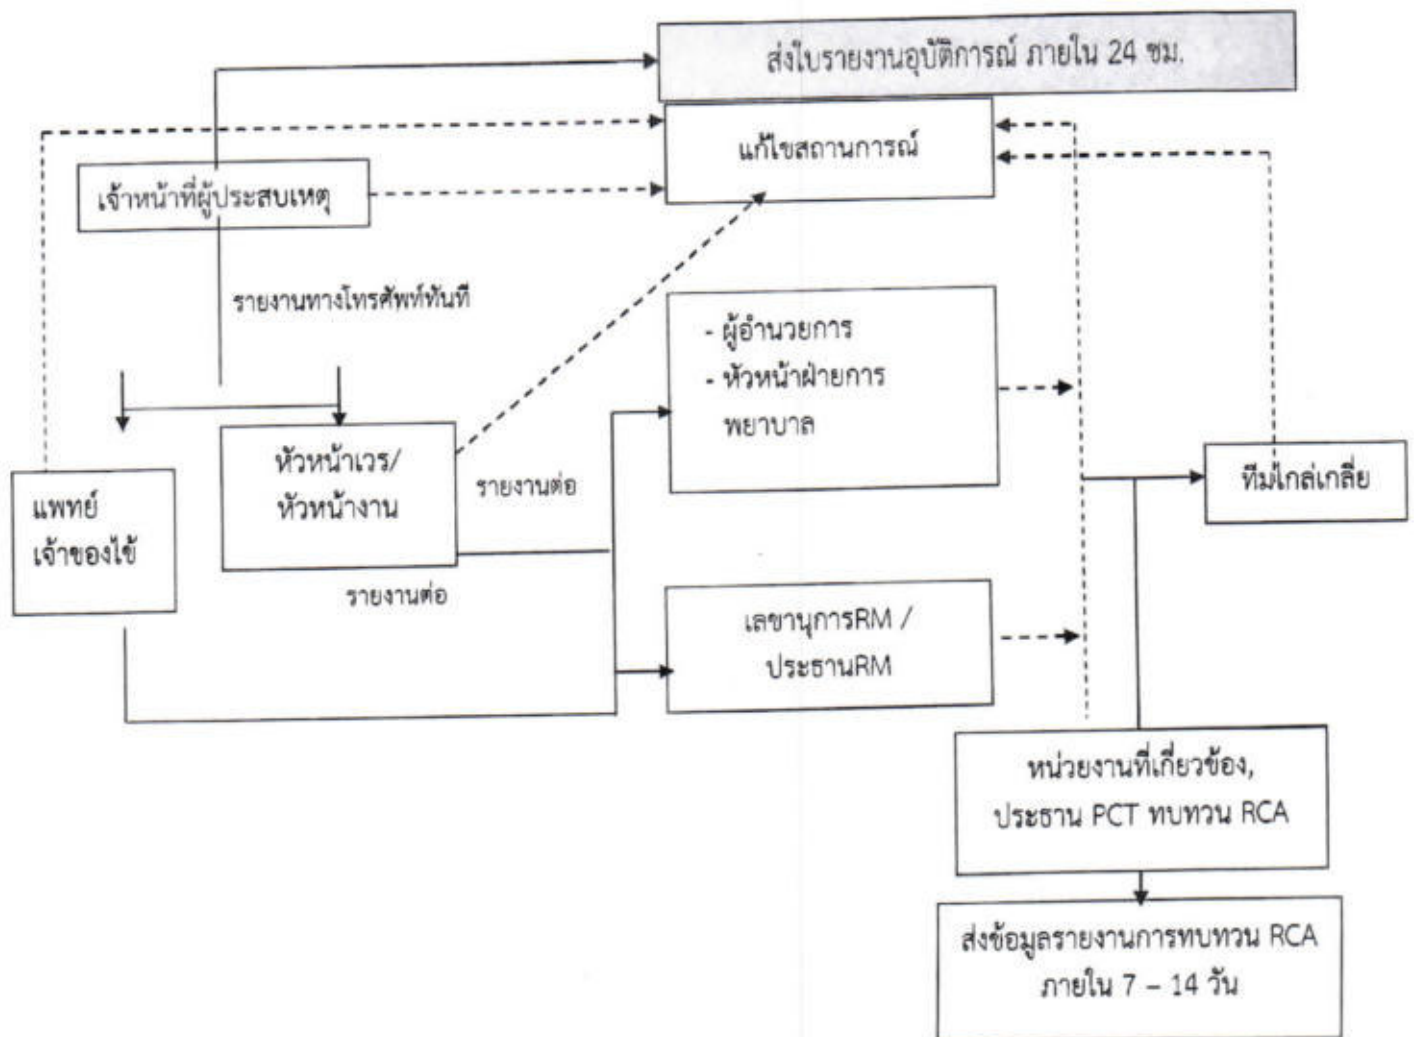 ส่งใบรายงานอุบัติการณ์ ภายใน 24 ชม.
แก้ไขสถานการณ์
เจ้าหน้าที่ผู้ประสบเหตุ
รายงานทางโทรศัพท์ทันที
- ผู้อำนวยการ
- หัวหน้าฝ่ายการ
พยาบาล
หัวหน้าเวร/
หัวหน้างาน
รายงานต่อ
ทีมไกล่เกลี่ย
แพทย์
เจ้าของไข้
รายงานต่อ
เลขานุการRM /
ประธานRM
หน่วยงานที่เกี่ยวข้อง,
ประธาน PCT ทบทวน RCA
ส่งข้อมูลรายงานการทบทวน RCA
ภายใน 7 – 14 วัน